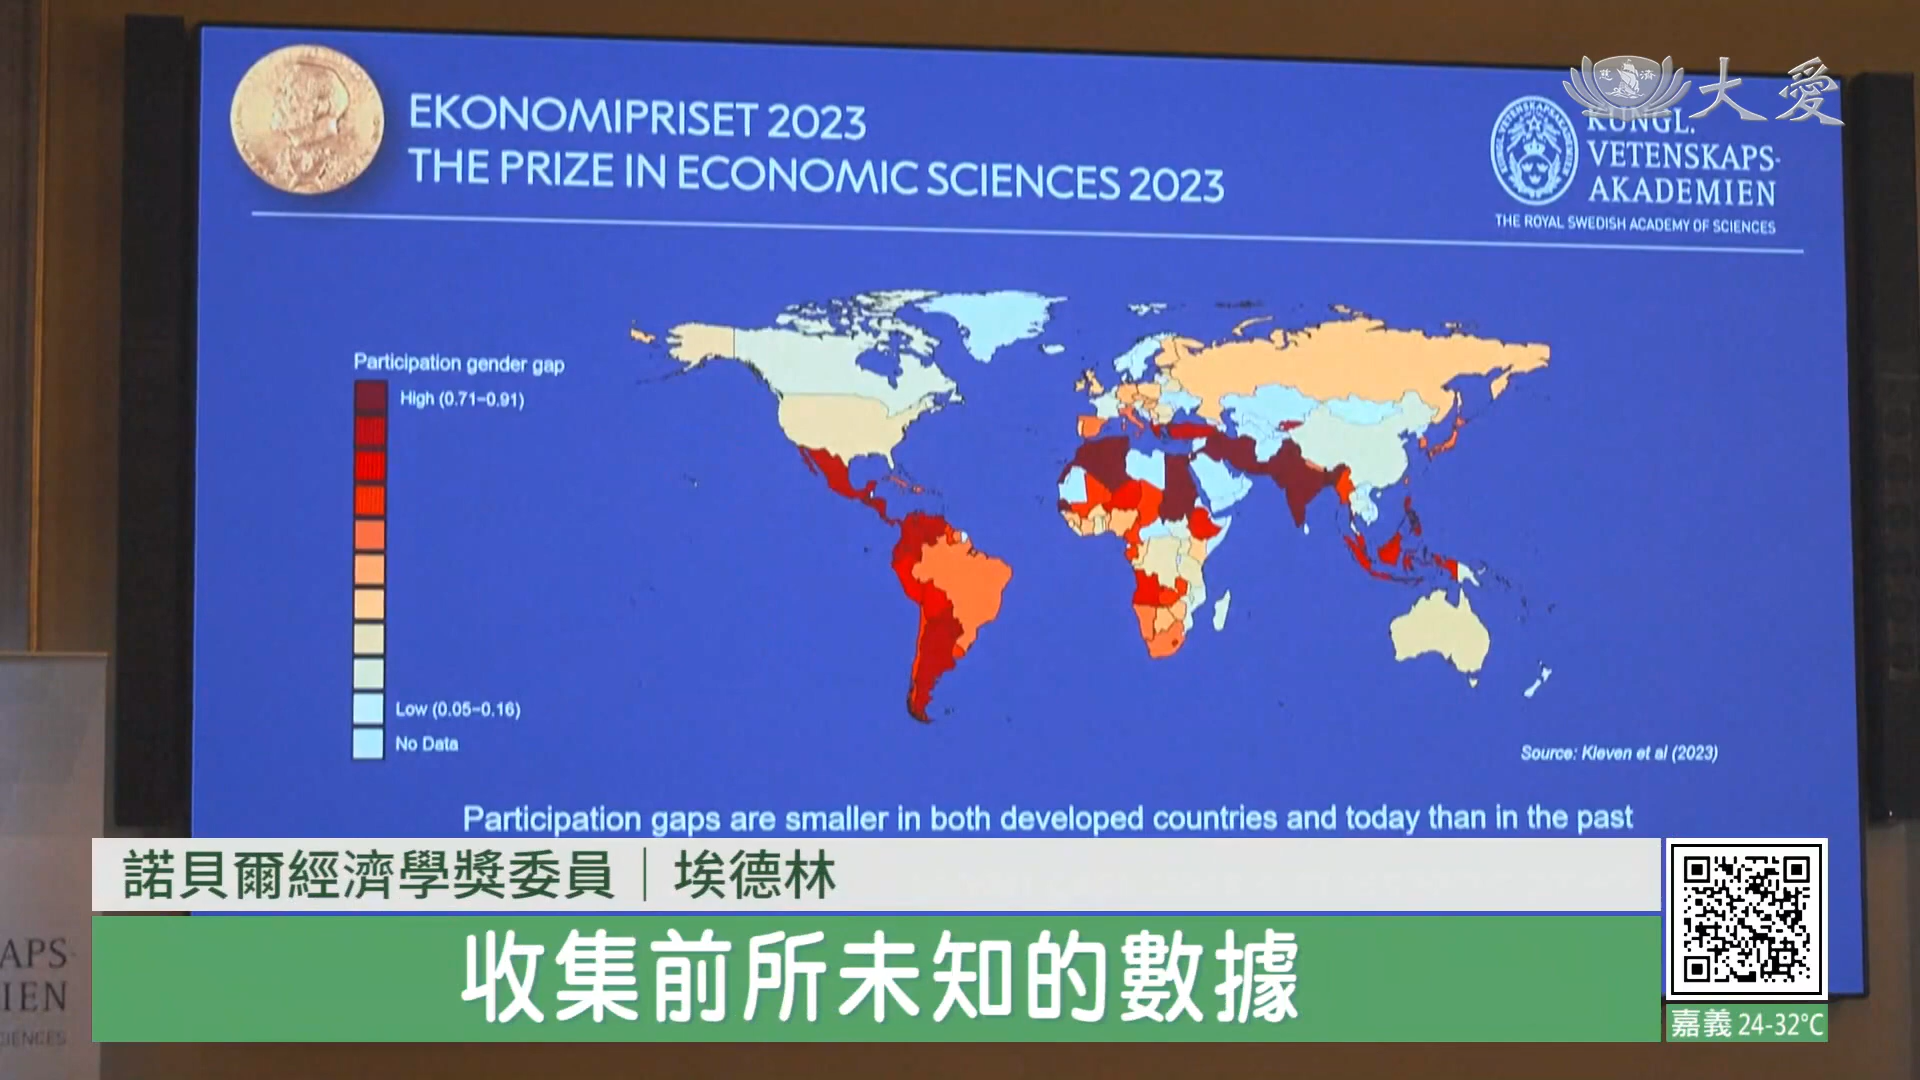 EKONOMIPRISET 2023
THE PRIZE IN ECONOMIC SCIENCES 2023
慈濟
大愛
KUNGL.
VETENSKAPS-
AKADEMIEN
THE ROYAL SWEDISH ACADEMY OF SCIENCES
Participation gender gap
High (0.71–0.91)
Low (0.05–0.16)
No Data
Source: Kleven et al (2023)
Participation gaps are smaller in both developed countries and today than in the past
諾貝爾經濟學獎委員｜埃德林
收集前所未知的數據
嘉義 24-32°C
KAPS-
IEN
CIENCES